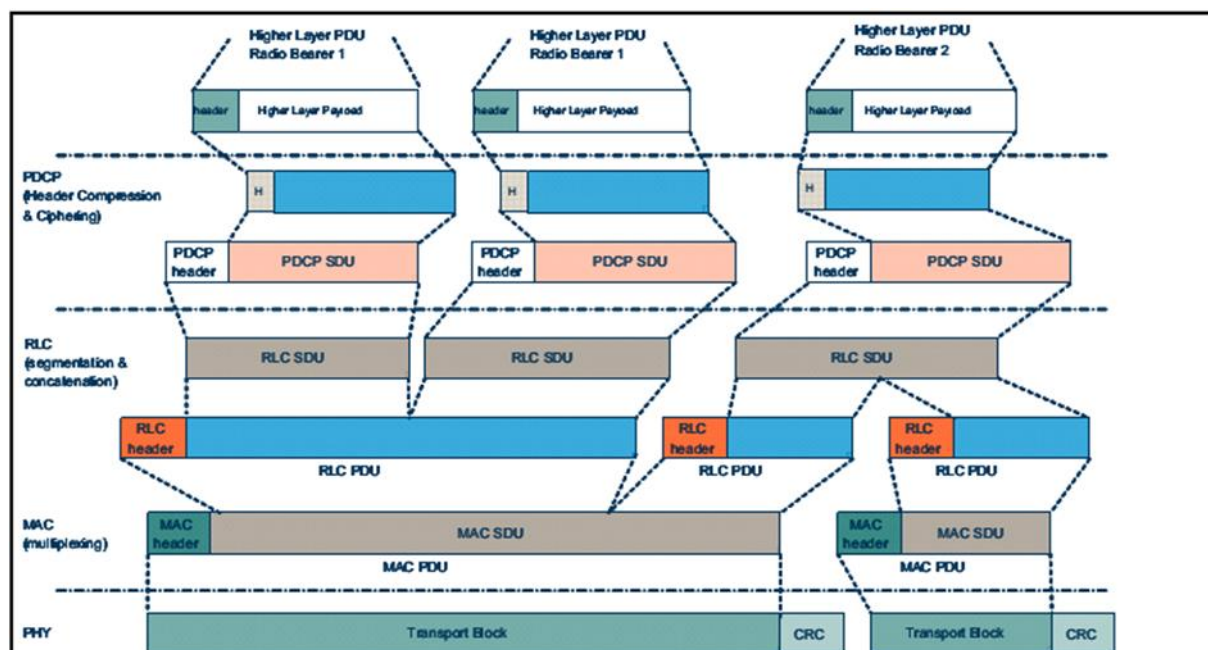 Higher Layer PDU
Radio Bearer 1
Higher Layer PDU
Radio Bearer 1
Higher Layer PDU
Radio Bearer 2
header
Higher Layer Payload
header
Higher Layer Payload
header
Higher Layer Payload
PDCP
(Header Compression
& Ciphering)
H
H
H
PDCP
header
PDCP SDU
PDCP
header
PDCP SDU
PDCP
header
PDCP SDU
RLC
(segmentation &
concalenation)
RLC SDU
RLC SDU
RLC SDU
RLC
header
RLC
header
RLC
header
RLC PDU
RLC PDU
RLC PDU
MAC
(multiplexing)
MAC
header
MAC SDU
MAC
header
MAC SDU
MAC PDU
MAC PDU
PHY
Transport Block
CRC
Transport Block
CRC